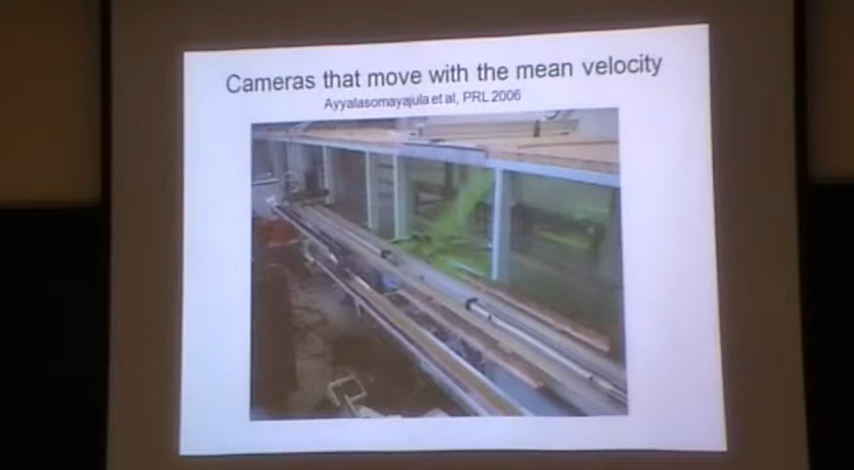 Cameras that move with the mean velocity
Ayyalasomayajula et al, PRL 2006